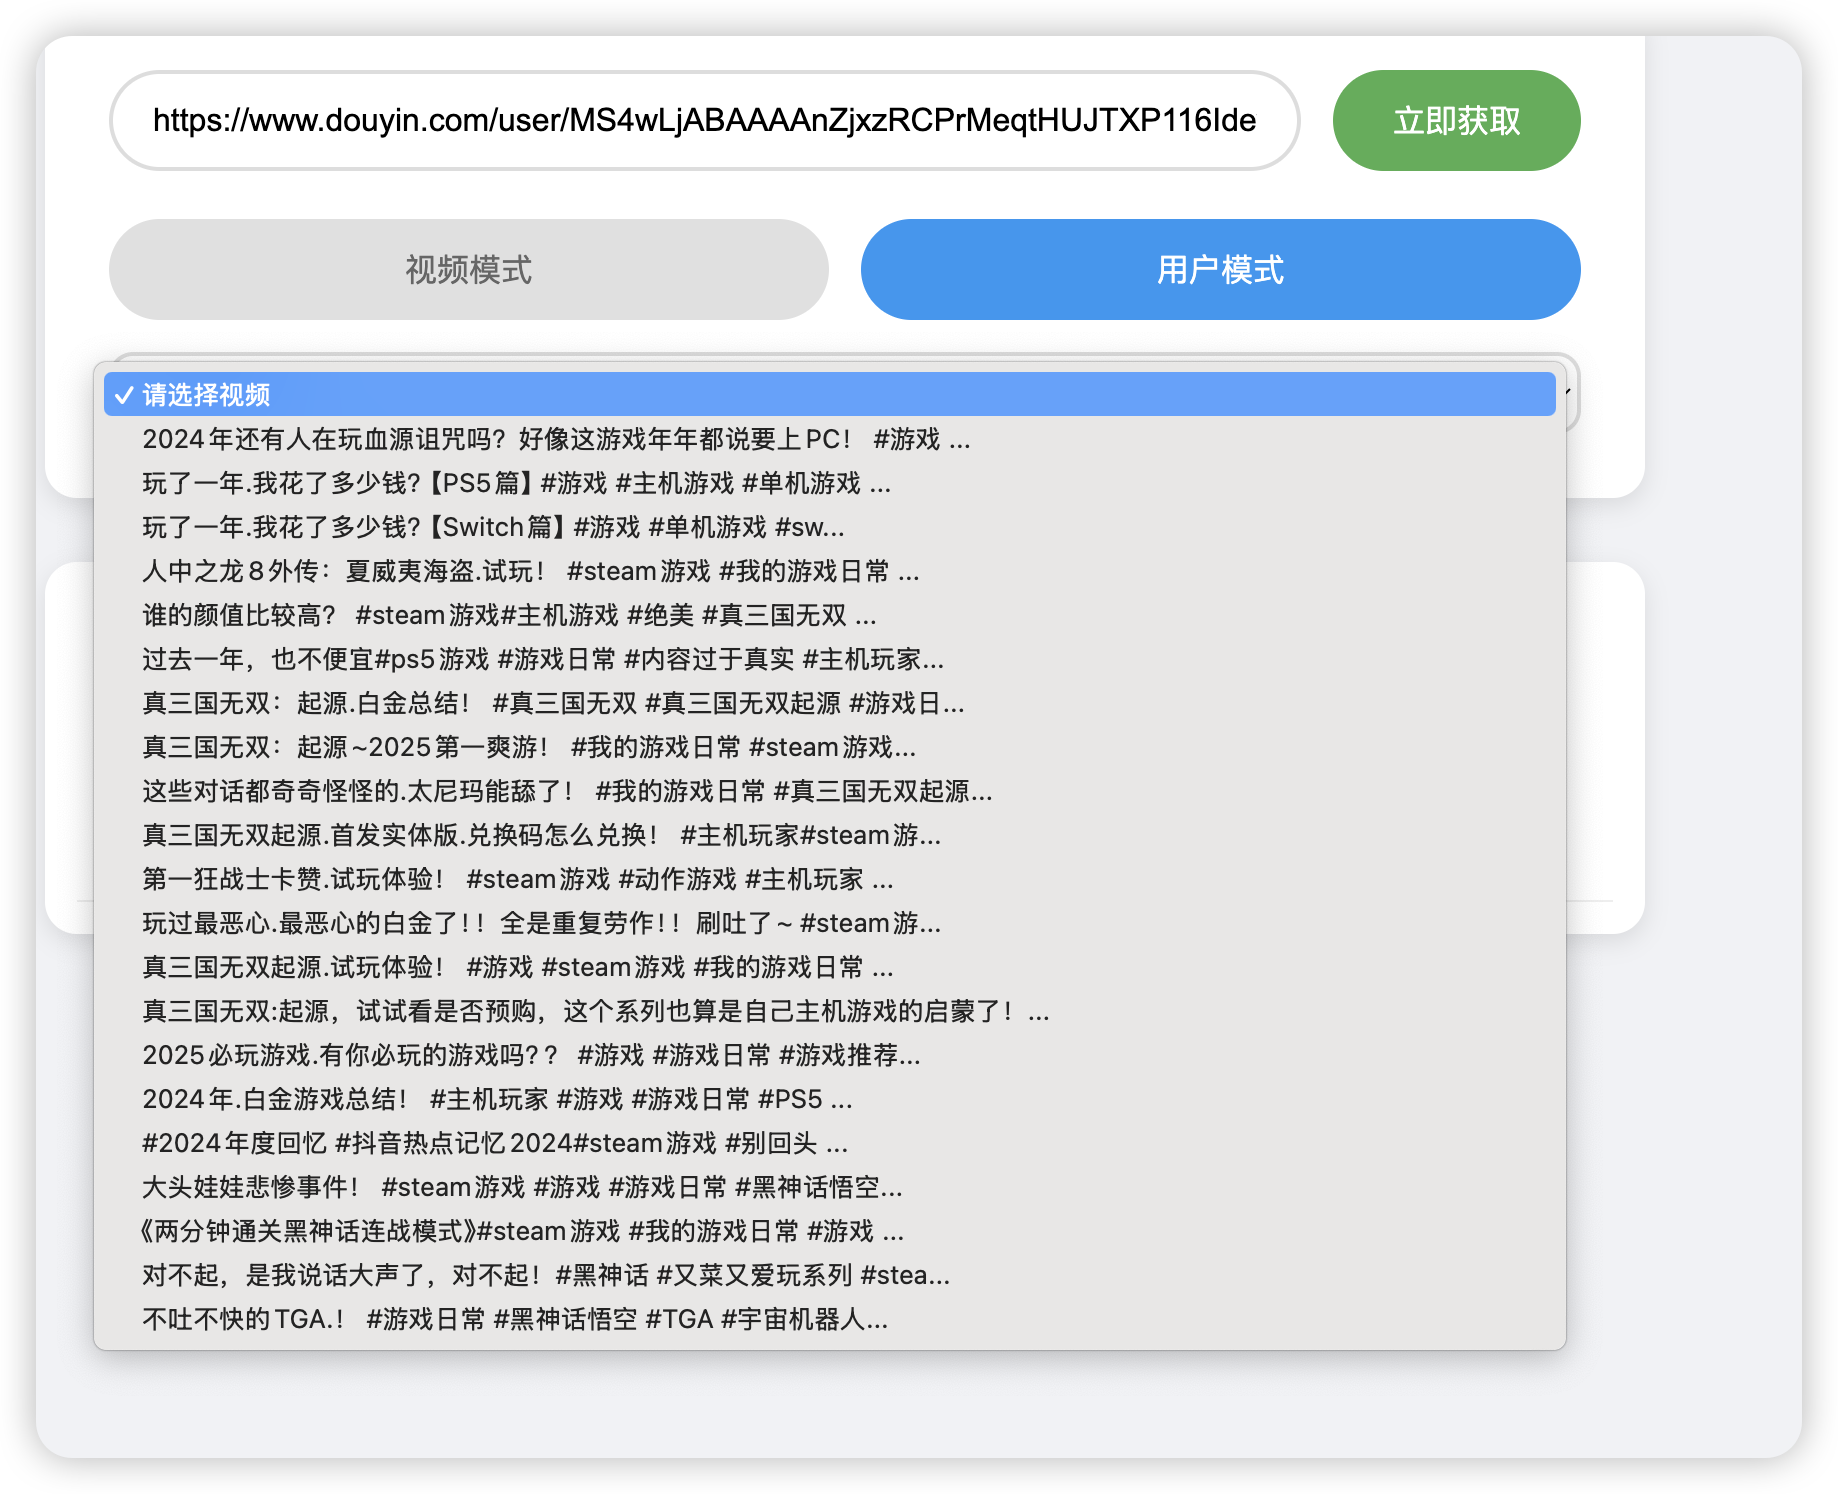 https://www.douyin.com/user/MS4wLjABAAAAnZjxzRCPrMeqtHUJTXP116Ide
立即获取
视频模式
用户模式
✓ 请选择视频
2024年还有人在玩血源诅咒吗？好像这游戏年年都说要上PC！ #游戏 ...
玩了一年.我花了多少钱?【PS5篇】#游戏 #主机游戏 #单机游戏 ...
玩了一年.我花了多少钱?【Switch篇】#游戏 #单机游戏 #sw...
人中之龙8外传：夏威夷海盗.试玩！ #steam游戏 #我的游戏日常 ...
谁的颜值比较高？ #steam游戏#主机游戏 #绝美 #真三国无双 ...
过去一年，也不便宜#ps5游戏 #游戏日常 #内容过于真实 #主机玩家...
真三国无双：起源.白金总结！ #真三国无双 #真三国无双起源 #游戏日...
真三国无双：起源~2025第一爽游！ #我的游戏日常 #steam游戏...
这些对话都奇奇怪怪的.太尼玛能舔了！ #我的游戏日常 #真三国无双起源...
真三国无双起源.首发实体版.兑换码怎么兑换！ #主机玩家#steam游...
第一狂战士卡赞.试玩体验！ #steam游戏 #动作游戏 #主机玩家 ...
玩过最恶心.最恶心的白金了！！全是重复劳作！！刷吐了~ #steam游...
真三国无双起源.试玩体验！ #游戏 #steam游戏 #我的游戏日常 ...
真三国无双:起源，试试看是否预购，这个系列也算是自己主机游戏的启蒙了！...
2025必玩游戏.有你必玩的游戏吗？？ #游戏 #游戏日常 #游戏推荐...
2024年.白金游戏总结！ #主机玩家 #游戏 #游戏日常 #PS5 ...
#2024年度回忆 #抖音热点记忆2024#steam游戏 #别回头 ...
大头娃娃悲惨事件！ #steam游戏 #游戏 #游戏日常 #黑神话悟空...
《两分钟通关黑神话连战模式》#steam游戏 #我的游戏日常 #游戏 ...
对不起，是我说话大声了，对不起！#黑神话 #又菜又爱玩系列 #stea...
不吐不快的TGA.！ #游戏日常 #黑神话悟空 #TGA #宇宙机器人...